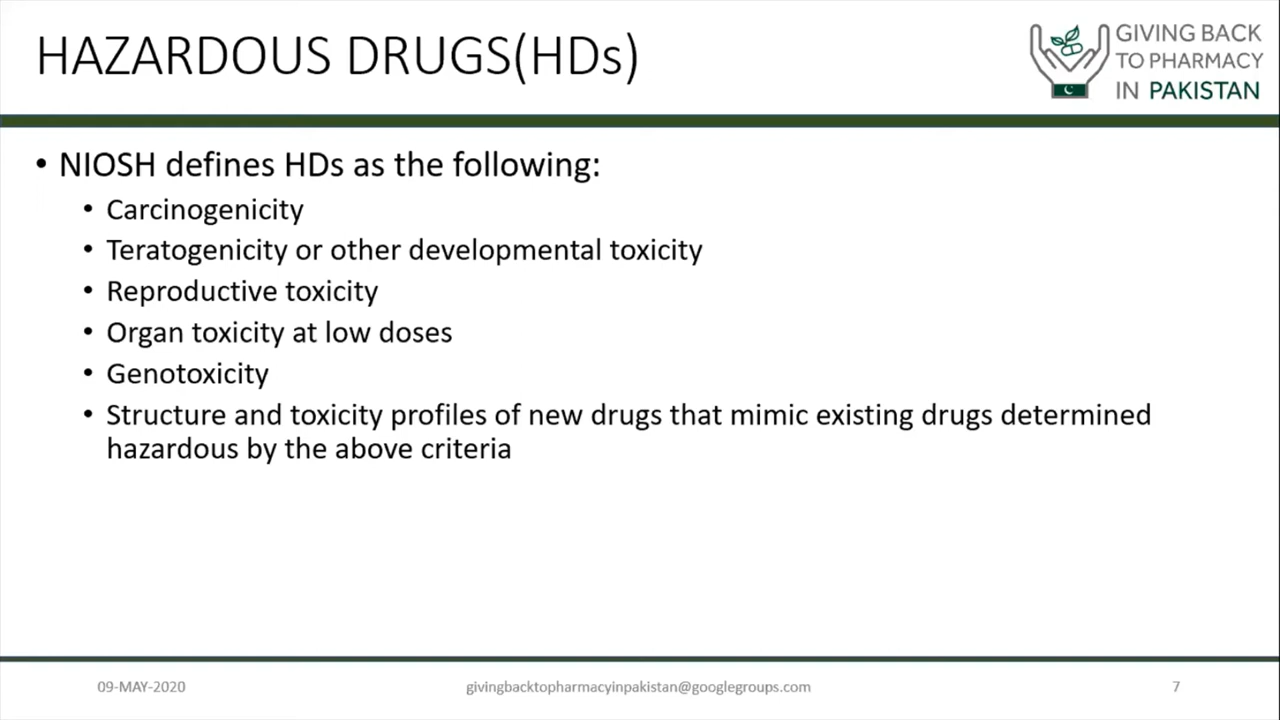 HAZARDOUS DRUGS(HDs)
GIVING BACK
TO PHARMACY
IN PAKISTAN
• NIOSH defines HDs as the following:
• Carcinogenicity
• Teratogenicity or other developmental toxicity
• Reproductive toxicity
• Organ toxicity at low doses
• Genotoxicity
• Structure and toxicity profiles of new drugs that mimic existing drugs determined
hazardous by the above criteria
09-MAY-2020
givingbacktopharmacyinpakistan@googlegroups.com
7